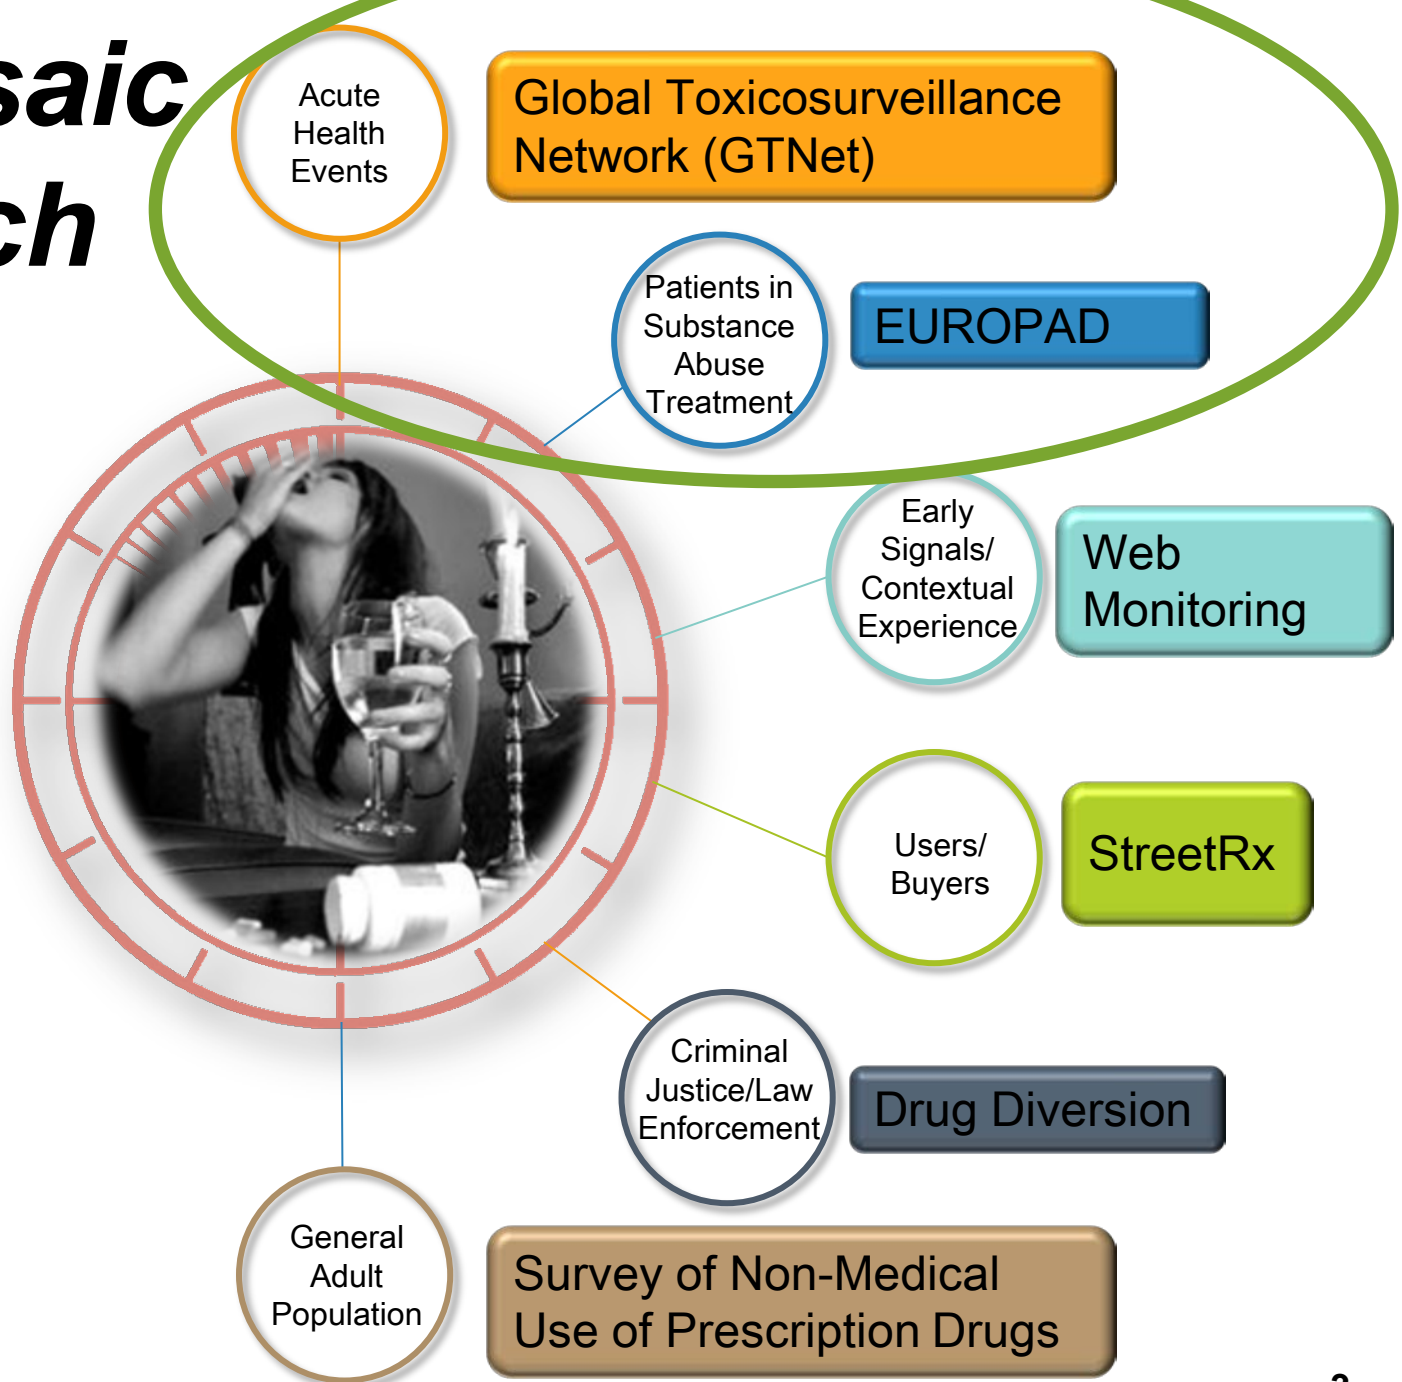 saic
ch
Acute
Health
Events
Global Toxicosurveillance
Network (GTNet)
Patients in
Substance
Abuse
Treatment
EUROPAD
Early
Signals/
Contextual
Experience
Web
Monitoring
Users/
Buyers
StreetRx
Criminal
Justice/Law
Enforcement
Drug Diversion
General
Adult
Population
Survey of Non-Medical
Use of Prescription Drugs